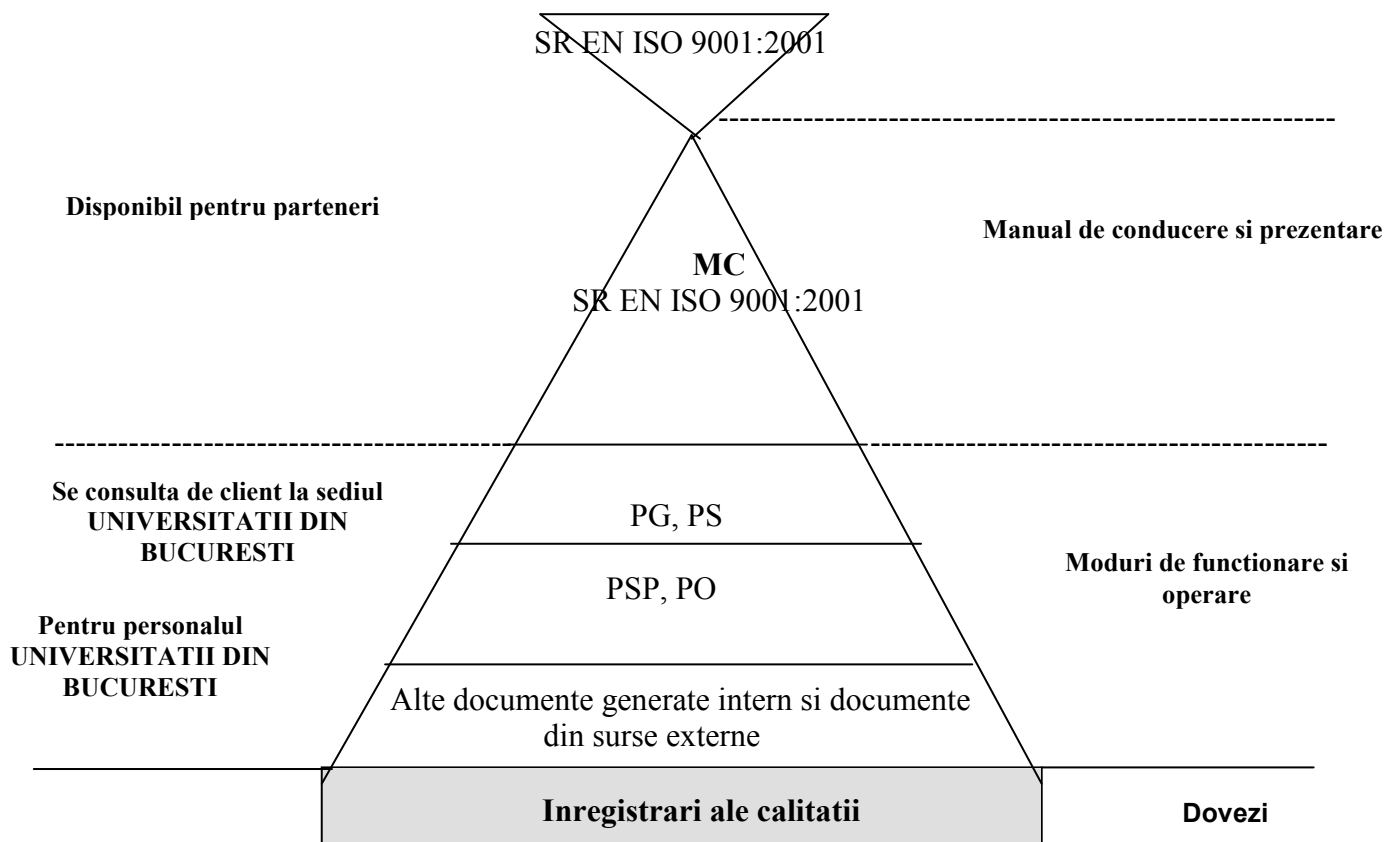 SR EN ISO 9001:2001
Disponibil pentru parteneri
Manual de conducere si prezentare
MC
SR EN ISO 9001:2001
Se consulta de client la sediul
UNIVERSITATII DIN
BUCURESTI
PG, PS
Moduri de functionare si
operare
PSP, PO
Pentru personalul
UNIVERSITATII DIN
BUCURESTI
Alte documente generate intern si documente
din surse externe
Inregistrari ale calitatii
Dovezi